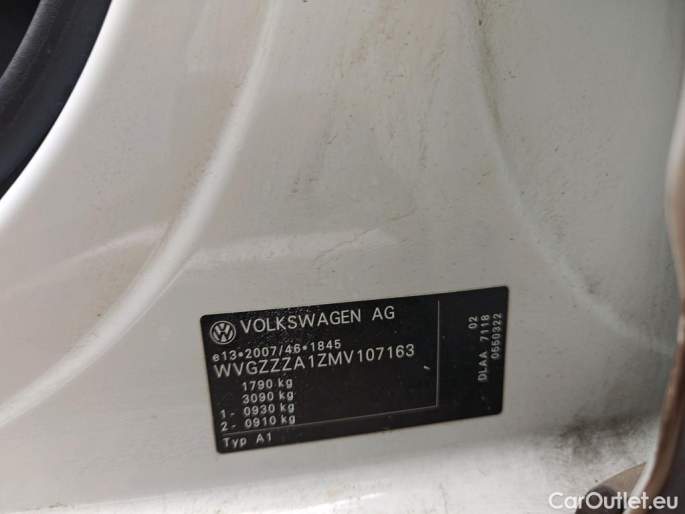 VOLKSWAGEN AG
e13*2007/46*1845
WVGZZZA1ZMV107163
1790 kg
3090 kg
1- 0930 kg
2- 0910 kg
Typ A1
02
DLAA 7118
0550322
CarOutlet.eu